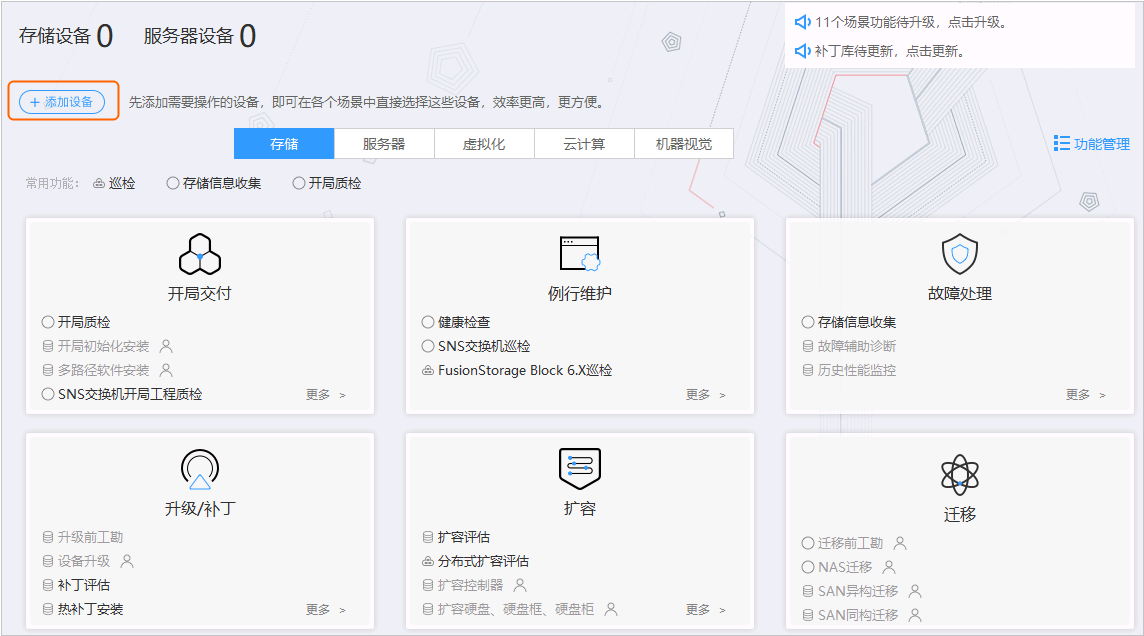 存储设备 0 服务器设备 0
11个场景功能待升级，点击升级。
补丁库待更新，点击更新。
+ 添加设备 先添加需要操作的设备，即可在各个场景中直接选择这些设备，效率更高，更方便。
存储 服务器 虚拟化 云计算 机器视觉
功能管理
常用功能： 巡检 存储信息收集 开局质检
开局交付
开局质检
开局初始化安装
多路径软件安装
SNS交换机开局工程质检
更多 >
例行维护
健康检查
SNS交换机巡检
FusionStorage Block 6.X巡检
更多 >
故障处理
存储信息收集
故障辅助诊断
历史性能监控
更多 >
升级/补丁
升级前工勘
设备升级
补丁评估
热补丁安装
更多 >
扩容
扩容评估
分布式扩容评估
扩容控制器
扩容硬盘、硬盘框、硬盘柜
更多 >
迁移
迁移前工勘
NAS迁移
SAN异构迁移
SAN同构迁移